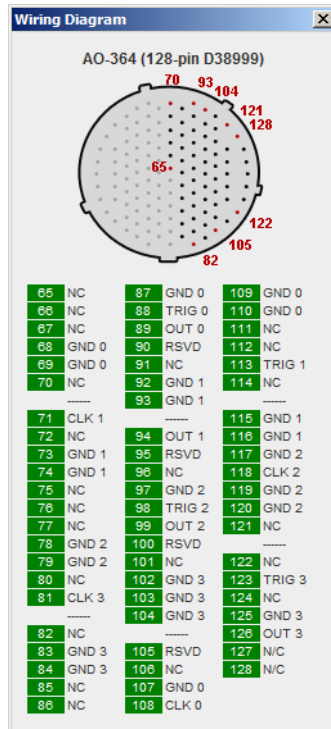 Wiring Diagram
AO-364 (128-pin D38999)
70
93
104
121
128
65
122
105
82
65 NC
66 NC
67 NC
68 GND 0
69 GND 0
70 NC
------
71 CLK 1
72 NC
73 GND 1
74 GND 1
75 NC
76 NC
77 NC
78 GND 2
79 GND 2
80 NC
81 CLK 3
------
82 NC
83 GND 3
84 GND 3
85 NC
86 NC
87 GND 0
88 TRIG 0
89 OUT 0
90 RSVD
91 NC
92 GND 1
93 GND 1
------
94 OUT 1
95 RSVD
96 NC
97 GND 2
98 TRIG 2
99 OUT 2
100 RSVD
101 NC
102 GND 3
103 GND 3
104 GND 3
------
105 RSVD
106 NC
107 GND 0
108 CLK 0
109 GND 0
110 GND 0
111 NC
112 NC
113 TRIG 1
114 NC
------
115 GND 1
116 GND 1
117 GND 2
118 CLK 2
119 GND 2
120 GND 2
121 NC
------
122 NC
123 TRIG 3
124 NC
125 GND 3
126 OUT 3
127 N/C
128 N/C